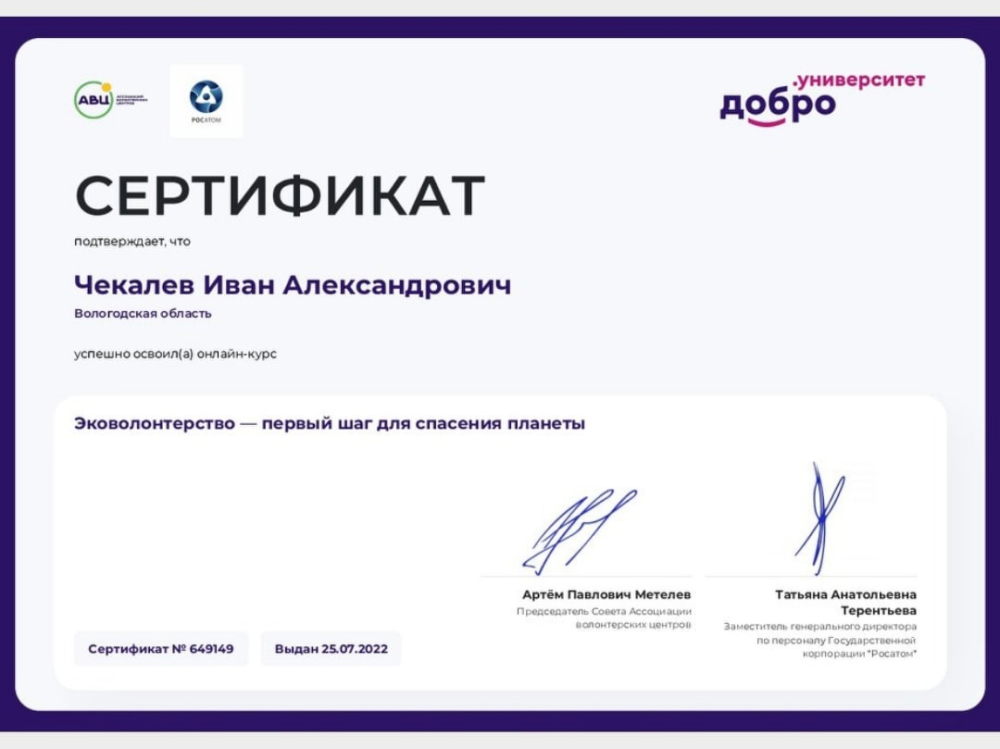 АВЦ
АССОЦИАЦИЯ
ВОЛОНТЕРСКИХ
ЦЕНТРОВ
РОСАТОМ
.университет
добро
СЕРТИФИКАТ
подтверждает, что
Чекалев Иван Александрович
Вологодская область
успешно освоил(а) онлайн-курс
Эковолонтерство — первый шаг для спасения планеты
Артём Павлович Метелев
Председатель Совета Ассоциации
волонтерских центров
Татьяна Анатольевна
Терентьева
Заместитель генерального директора
по персоналу Государственной
корпорации "Росатом"
Сертификат № 649149
Выдан 25.07.2022